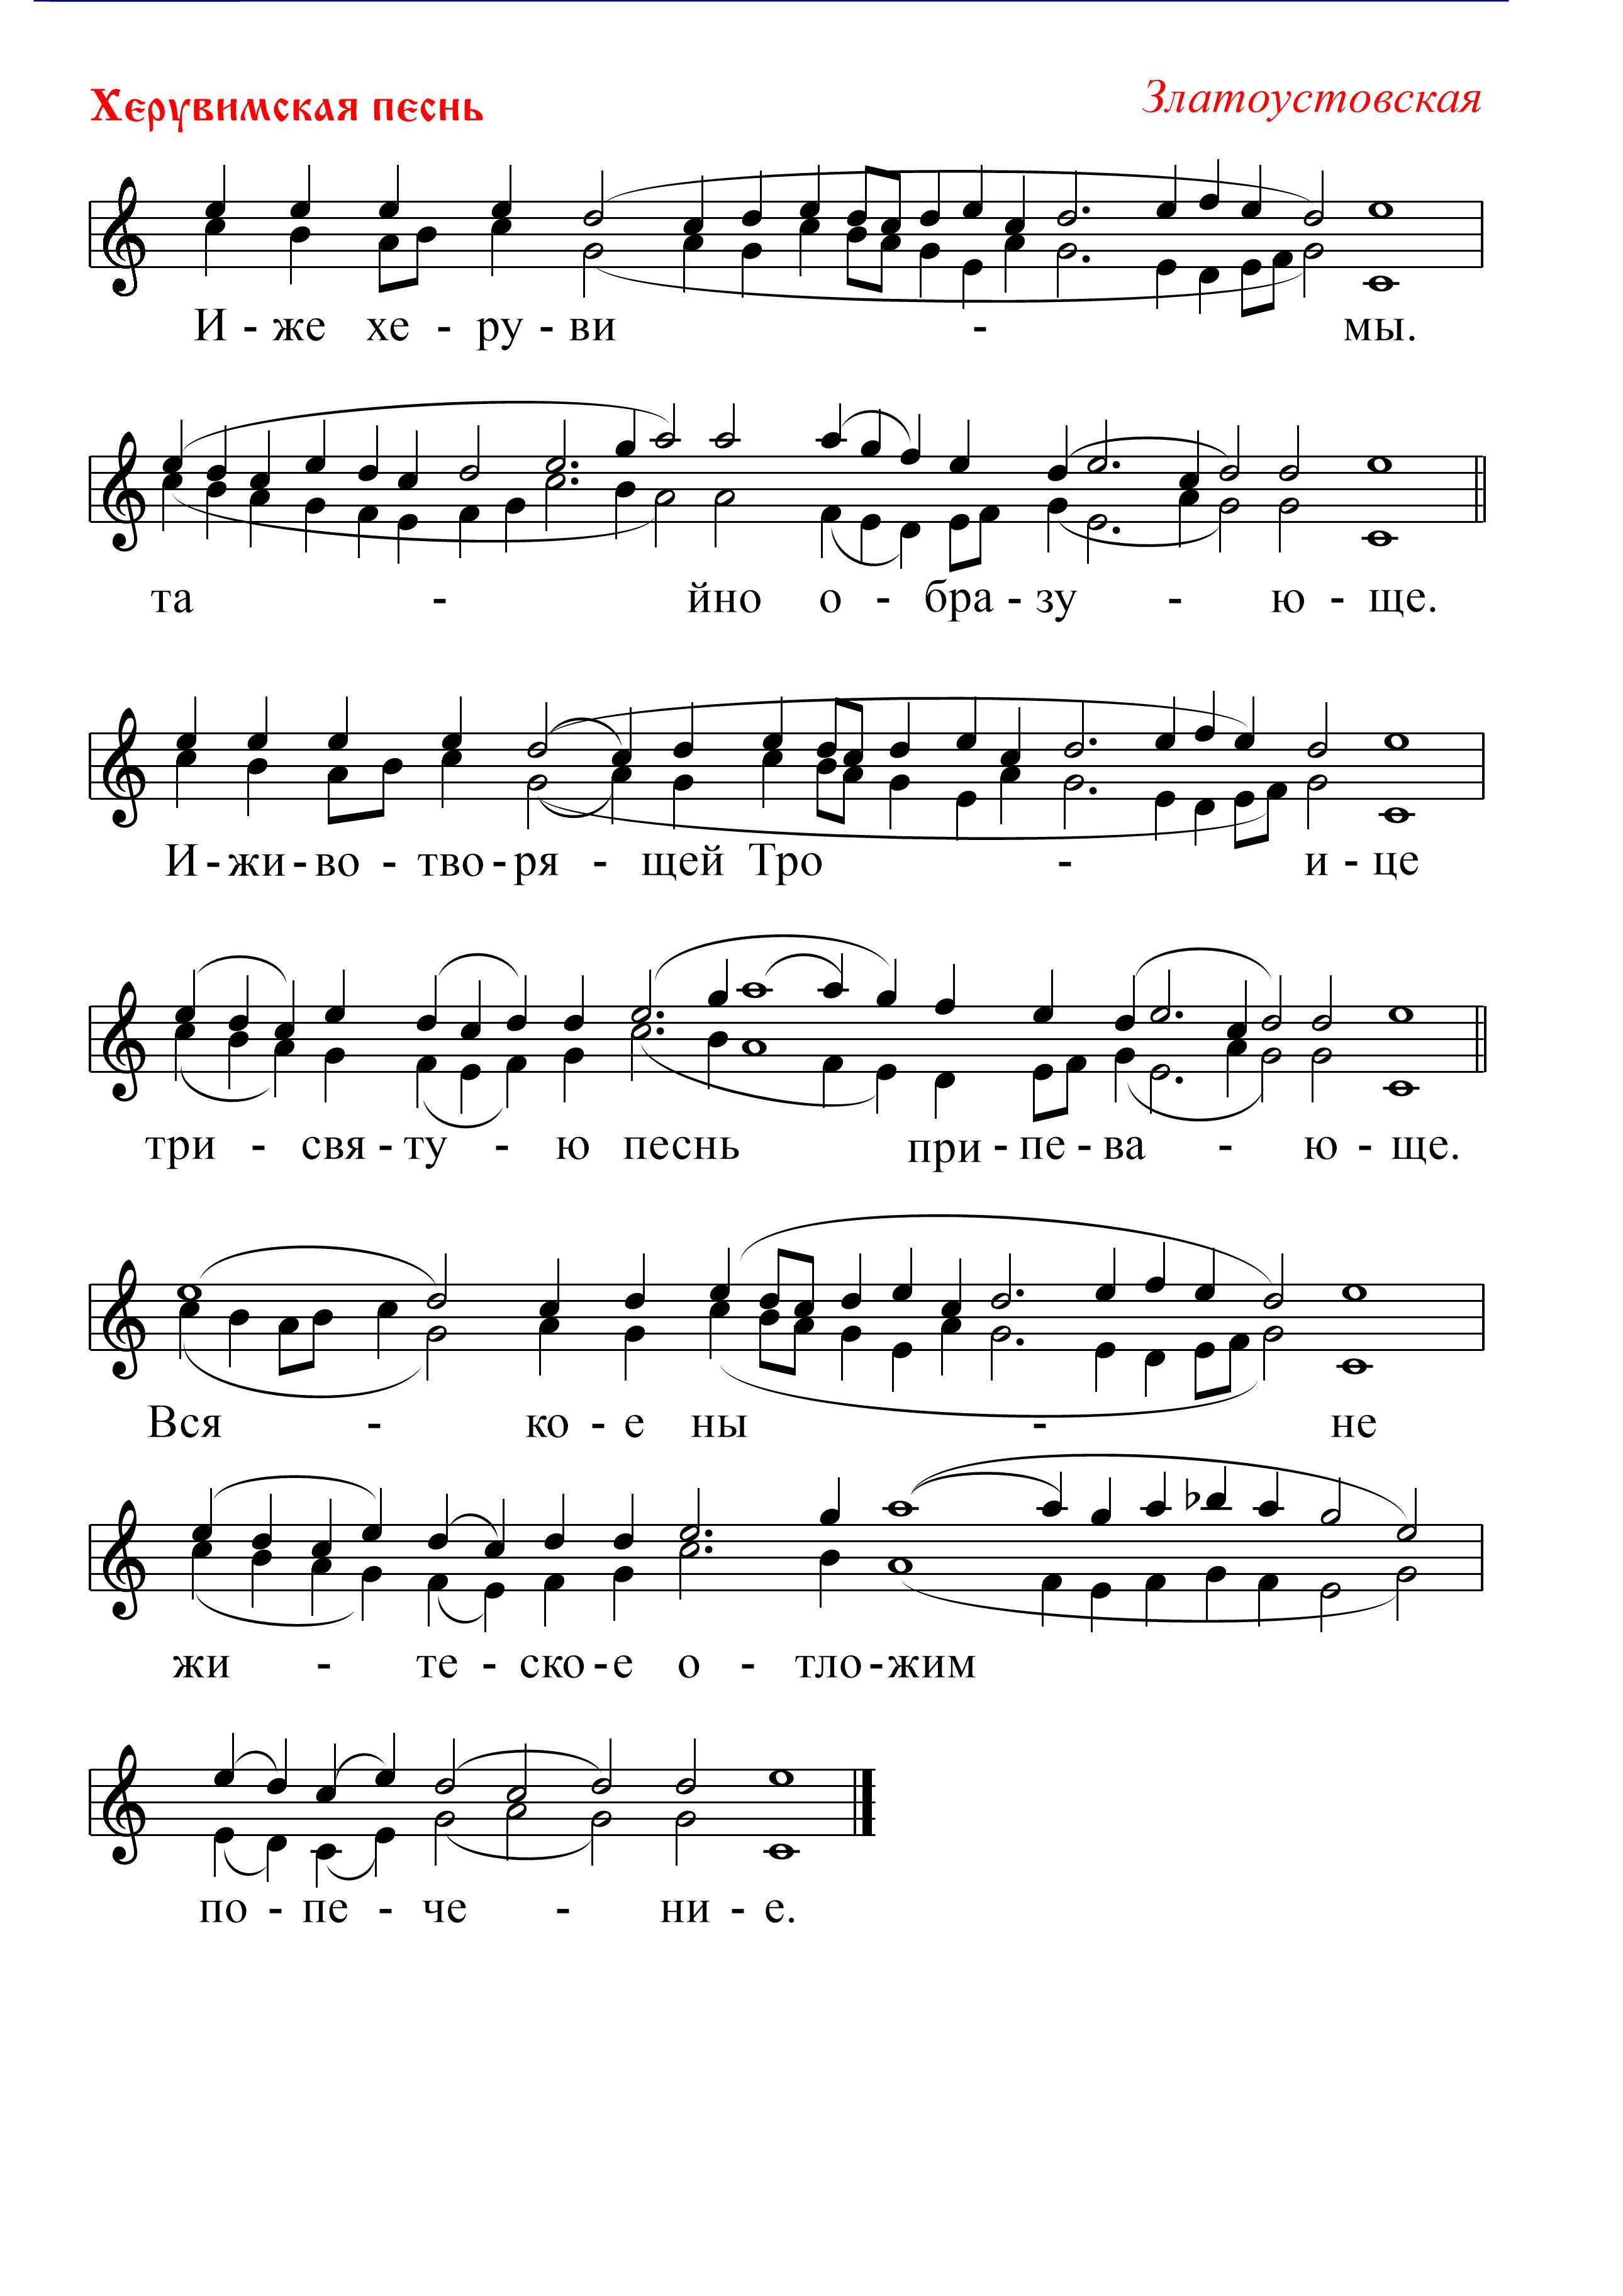 Херувимская песнь
Златоустовская
И - же хе - ру - ви - мы.
та - йно о - бра - зу - ю - ще.
И - жи - во - тво - ря - щей Тро - и - це
три - свя - ту - ю песнь при - пе - ва - ю - ще.
Вся - ко - е ны - не
жи - те - ско - е о - тло - жим
по - пе - че - ни - е.